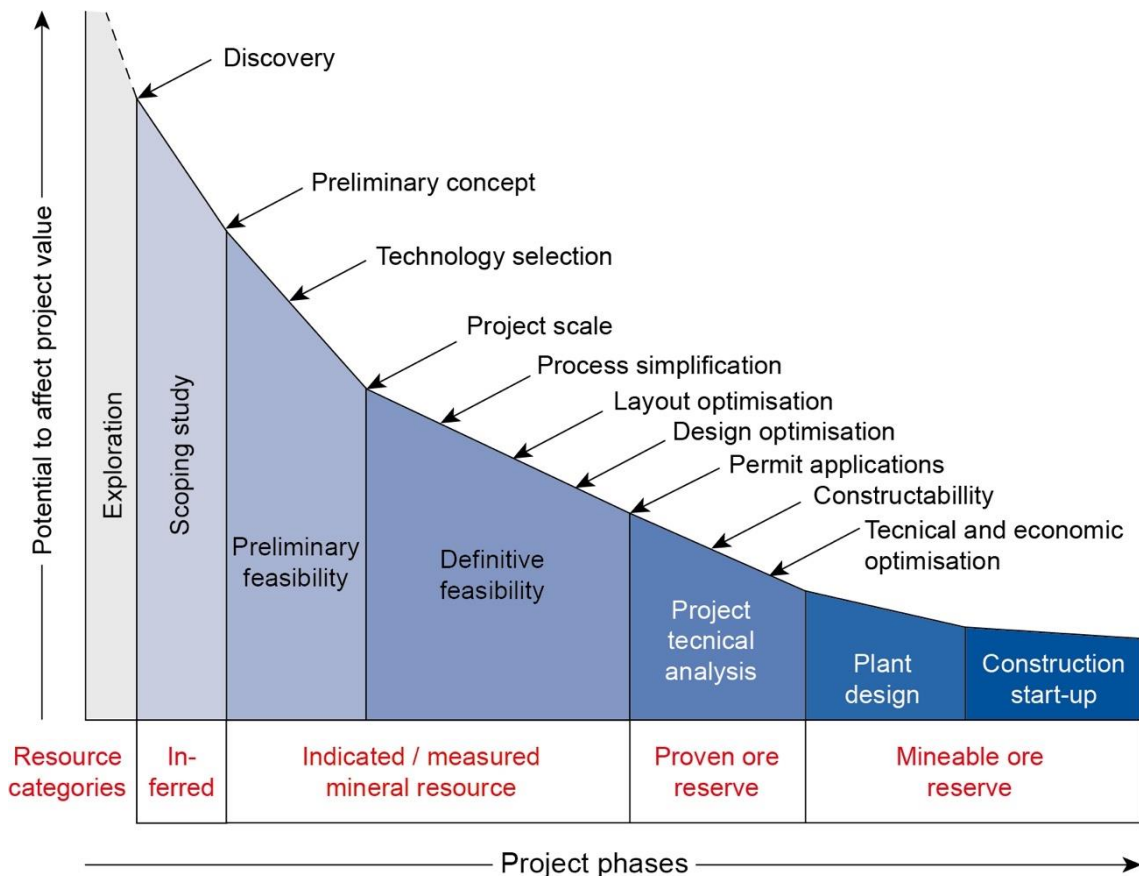 Potential to affect project value
Discovery
Preliminary concept
Technology selection
Project scale
Process simplification
Layout optimisation
Design optimisation
Permit applications
Constructabillity
Tecnical and economic
optimisation
Exploration
Scoping study
Preliminary
feasibility
Definitive
feasibility
Project
tecnical
analysis
Plant
design
Construction
start-up
Resource
categories
In-
ferred
Indicated / measured
mineral resource
Proven ore
reserve
Mineable ore
reserve
Project phases